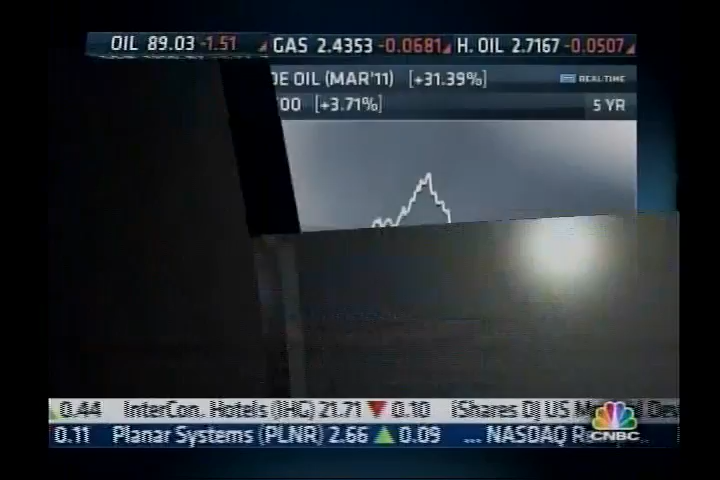 OIL 89.03 -1.51 GAS 2.4353 -0.0681 H. OIL 2.7167 -0.0507
DE OIL (MAR'11) [+31.39%] REALTIME
00 [+3.71%] 5 YR
0.44 InterCon. Hotels (IHG) 21.71 ▼ 0.10 iShares DJ US
0.11 Planar Systems (PLNR) 2.66 ▲ 0.09 ... NASDAQ
CNBC